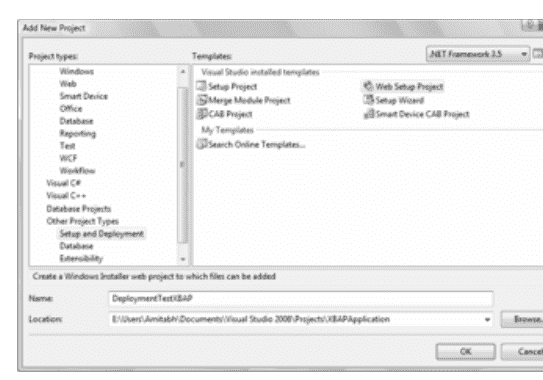 Add New Project
Project types:
Templates:
.NET Framework 3.5
Windows
Web
Smart Device
Office
Database
Reporting
Test
WCF
Workflow
Visual C#
Visual C++
Database Projects
Other Project Types
Setup and Deployment
Database
Extensibility
Visual Studio installed templates
Setup Project
Web Setup Project
Merge Module Project
Setup Wizard
CAB Project
Smart Device CAB Project
My Templates
Search Online Templates...
Create a Windows Installer web project to which files can be added
Name:
DeploymentTestXBAP
Location:
E:\Users\Amitabh\Documents\Visual Studio 2008\Projects\XBAPApplication
Browse.
OK
Cancel